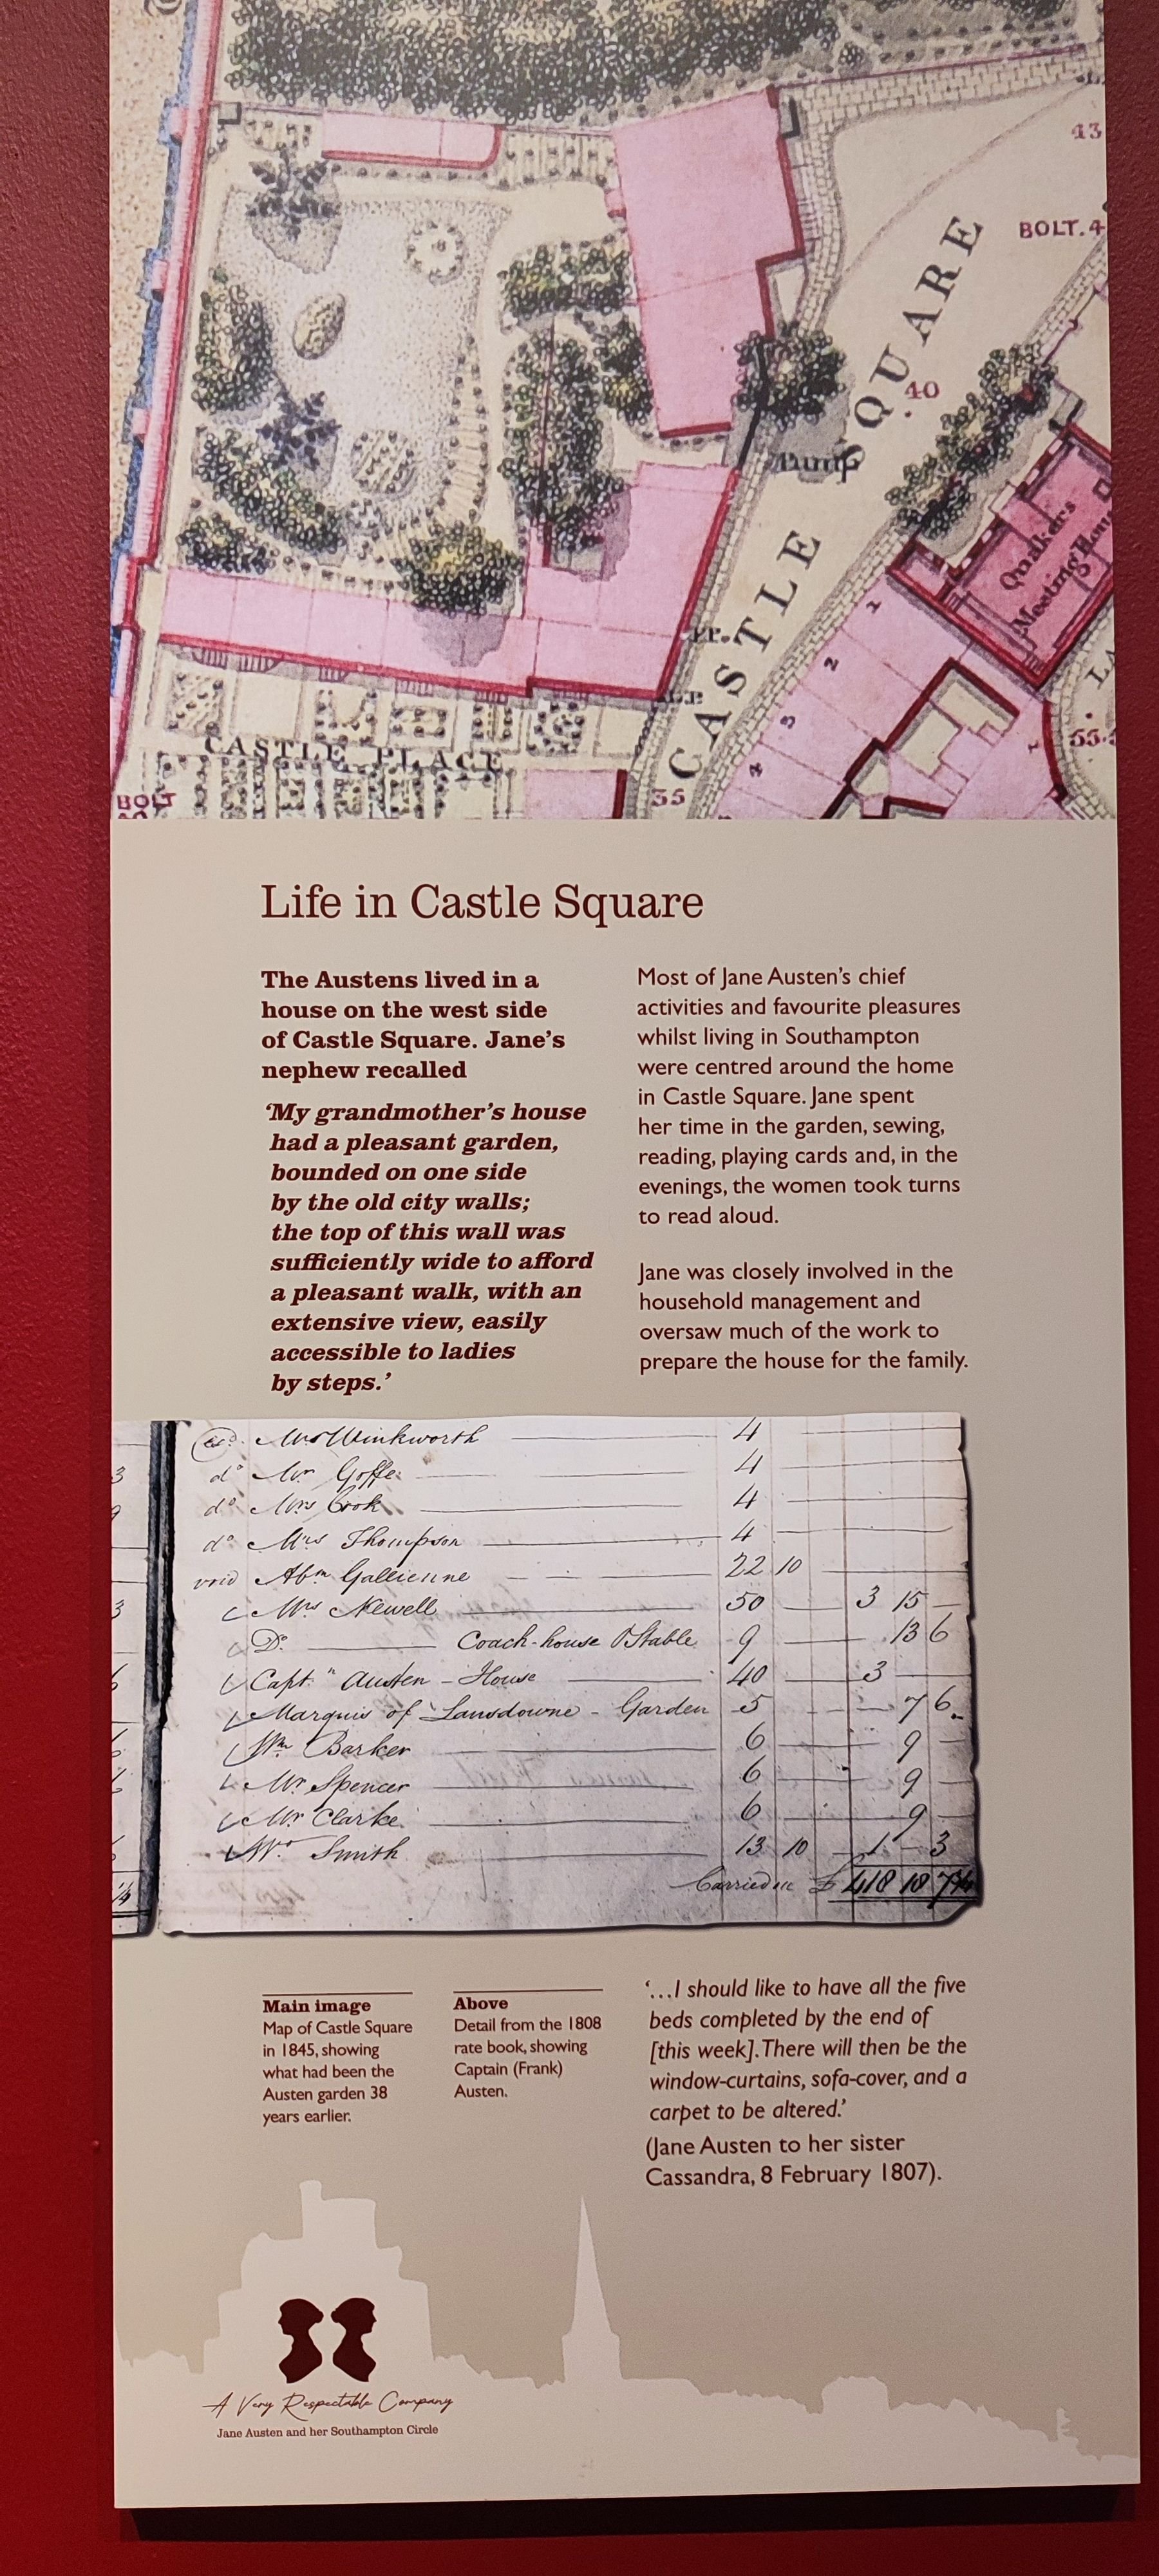 43
BOLT. 4
CASTLE SQUARE
40
Pump
Quakers
Meeting Hou
1
2
3
4
P.P.
L.P.
CASTLE PLACE
BOLT
35
53.
Life in Castle Square
The Austens lived in a
house on the west side
of Castle Square. Jane's
nephew recalled
‘My grandmother's house
had a pleasant garden,
bounded on one side
by the old city walls;
the top of this wall was
sufficiently wide to afford
a pleasant walk, with an
extensive view, easily
accessible to ladies
by steps.’
Most of Jane Austen's chief
activities and favourite pleasures
whilst living in Southampton
were centred around the home
in Castle Square. Jane spent
her time in the garden, sewing,
reading, playing cards and, in the
evenings, the women took turns
to read aloud.
Jane was closely involved in the
household management and
oversaw much of the work to
prepare the house for the family.
Mrs Winkworth 4
do Mr Goffe 4
do Mrs Cook 4
do Mrs Thompson 4
void Abm Gallienne 22 10
Mrs Newell 50 3 15
Do Coach-house & Stable 9 13 6
Captn Austen - House 40 3
Marquis of Lansdowne - Garden 5 7 6
Wm Barker 6 9
Mr Spencer 6 9
Mr Clarke 6 9
Smith 13 10 1 - 3
Carried £ 418 18 7¼
Main image
Map of Castle Square
in 1845, showing
what had been the
Austen garden 38
years earlier.
Above
Detail from the 1808
rate book, showing
Captain (Frank)
Austen.
‘...I should like to have all the five
beds completed by the end of
[this week]. There will then be the
window-curtains, sofa-cover, and a
carpet to be altered.’
(Jane Austen to her sister
Cassandra, 8 February 1807).
A Very Respectable Company
Jane Austen and her Southampton Circle